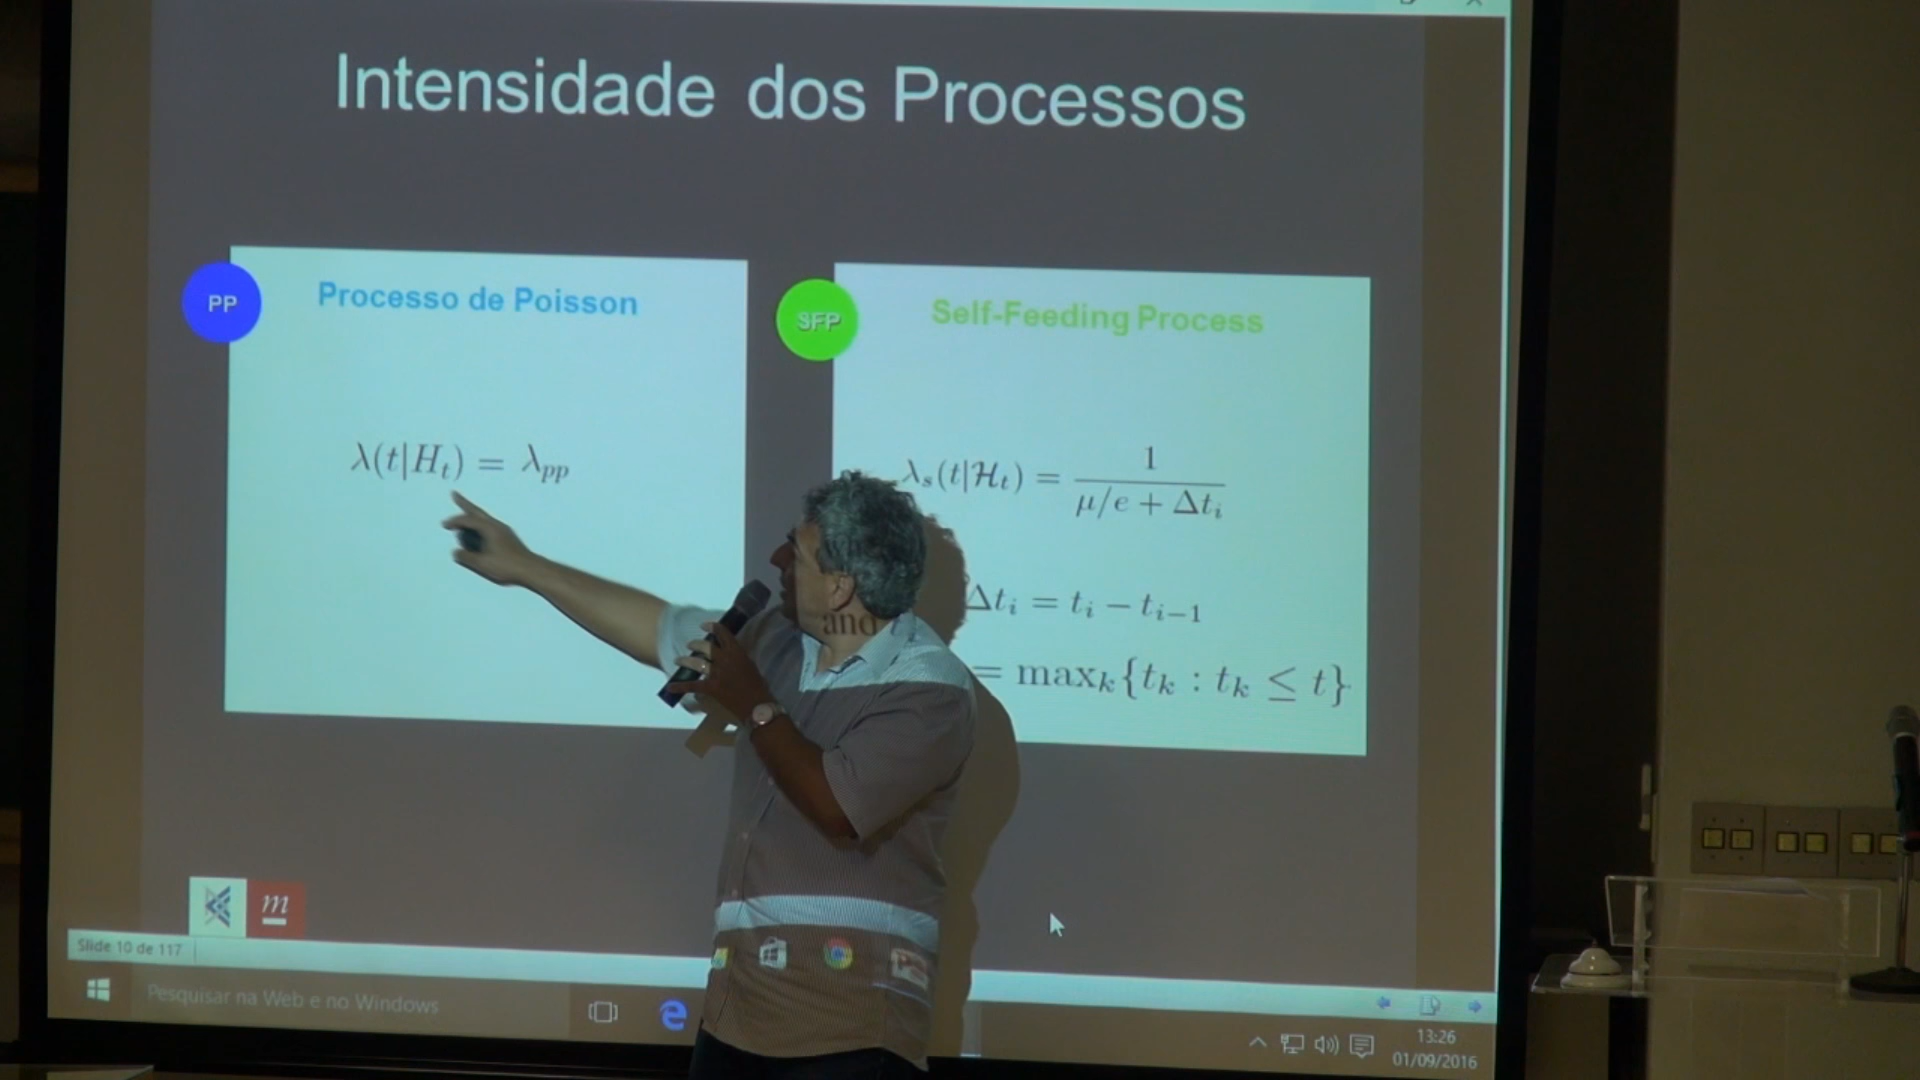 Intensidade dos Processos
PP
Processo de Poisson
λ(t|H_t) = λ_pp
SFP
Self-Feeding Process
λ_s(t|ℋ_t) = 1 / (μ/e + Δt_i)
Δt_i = t_i − t_{i−1}
and
= max_k{t_k : t_k ≤ t}
m
Slide 10 de 117
Pesquisar na Web e no Windows
13:26
01/09/2016